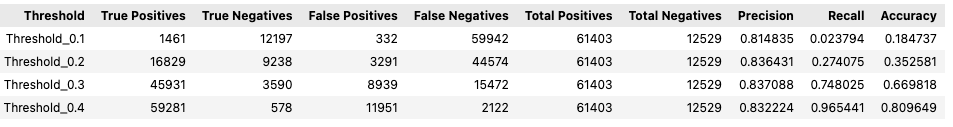 Threshold True Positives True Negatives False Positives False Negatives Total Positives Total Negatives Precision Recall Accuracy
Threshold_0.1 1461 12197 332 59942 61403 12529 0.814835 0.023794 0.184737
Threshold_0.2 16829 9238 3291 44574 61403 12529 0.836431 0.274075 0.352581
Threshold_0.3 45931 3590 8939 15472 61403 12529 0.837088 0.748025 0.669818
Threshold_0.4 59281 578 11951 2122 61403 12529 0.832224 0.965441 0.809649